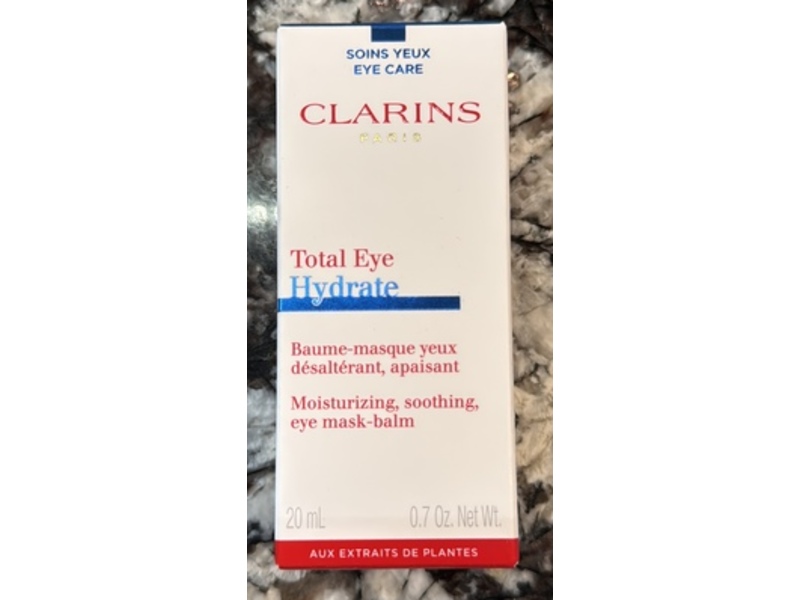 SOINS YEUX
EYE CARE
CLARINS
PARIS
Total Eye
Hydrate
Baume-masque yeux
désaltérant, apaisant
Moisturizing, soothing,
eye mask-balm
20 mL 0.7 Oz. Net Wt.
AUX EXTRAITS DE PLANTES